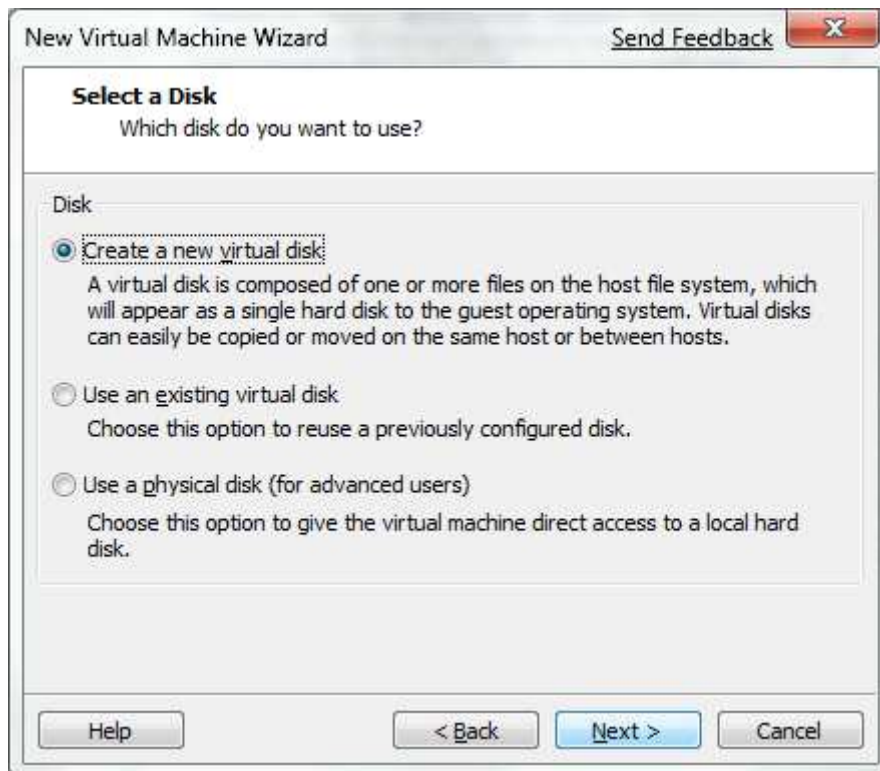 New Virtual Machine Wizard
Send Feedback
Select a Disk
Which disk do you want to use?
Disk
Create a new virtual disk
A virtual disk is composed of one or more files on the host file system, which
will appear as a single hard disk to the guest operating system. Virtual disks
can easily be copied or moved on the same host or between hosts.
Use an existing virtual disk
Choose this option to reuse a previously configured disk.
Use a physical disk (for advanced users)
Choose this option to give the virtual machine direct access to a local hard
disk.
Help
< Back
Next >
Cancel